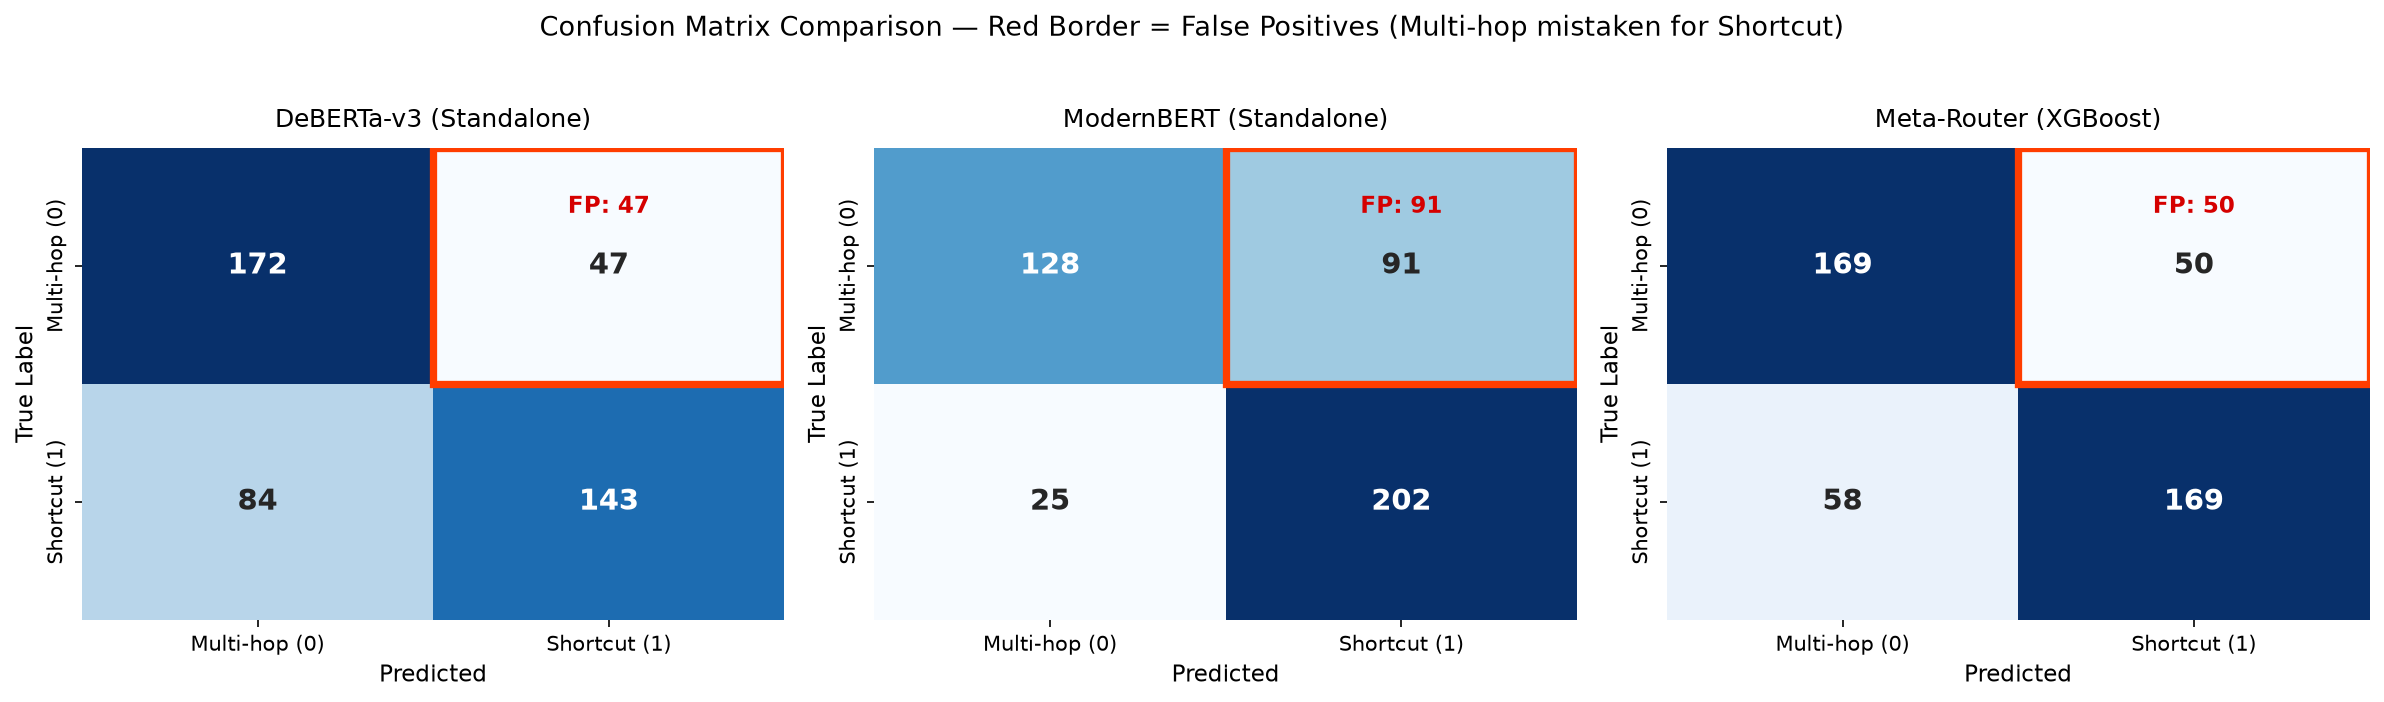 Confusion Matrix Comparison — Red Border = False Positives (Multi-hop mistaken for Shortcut)
DeBERTa-v3 (Standalone)
True Label
Multi-hop (0)
Shortcut (1)
172
FP: 47
47
84
143
Multi-hop (0)
Shortcut (1)
Predicted
ModernBERT (Standalone)
True Label
Multi-hop (0)
Shortcut (1)
128
FP: 91
91
25
202
Multi-hop (0)
Shortcut (1)
Predicted
Meta-Router (XGBoost)
True Label
Multi-hop (0)
Shortcut (1)
169
FP: 50
50
58
169
Multi-hop (0)
Shortcut (1)
Predicted